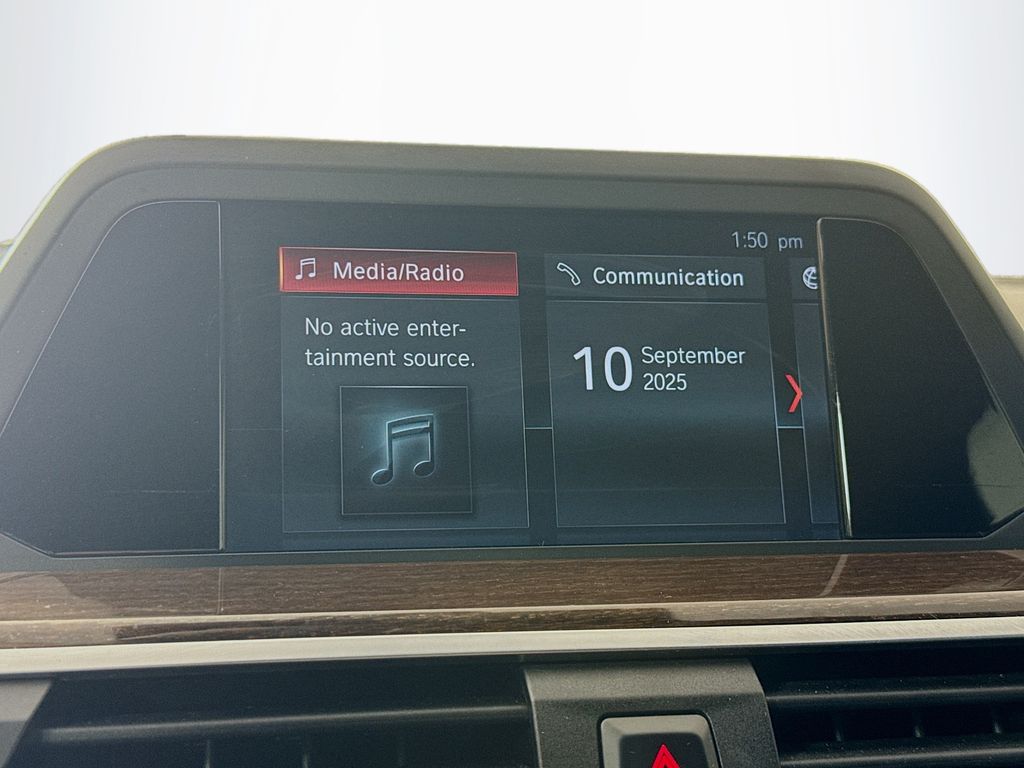 1:50 pm
Media/Radio
No active enter-
tainment source.
Communication
10 September
2025